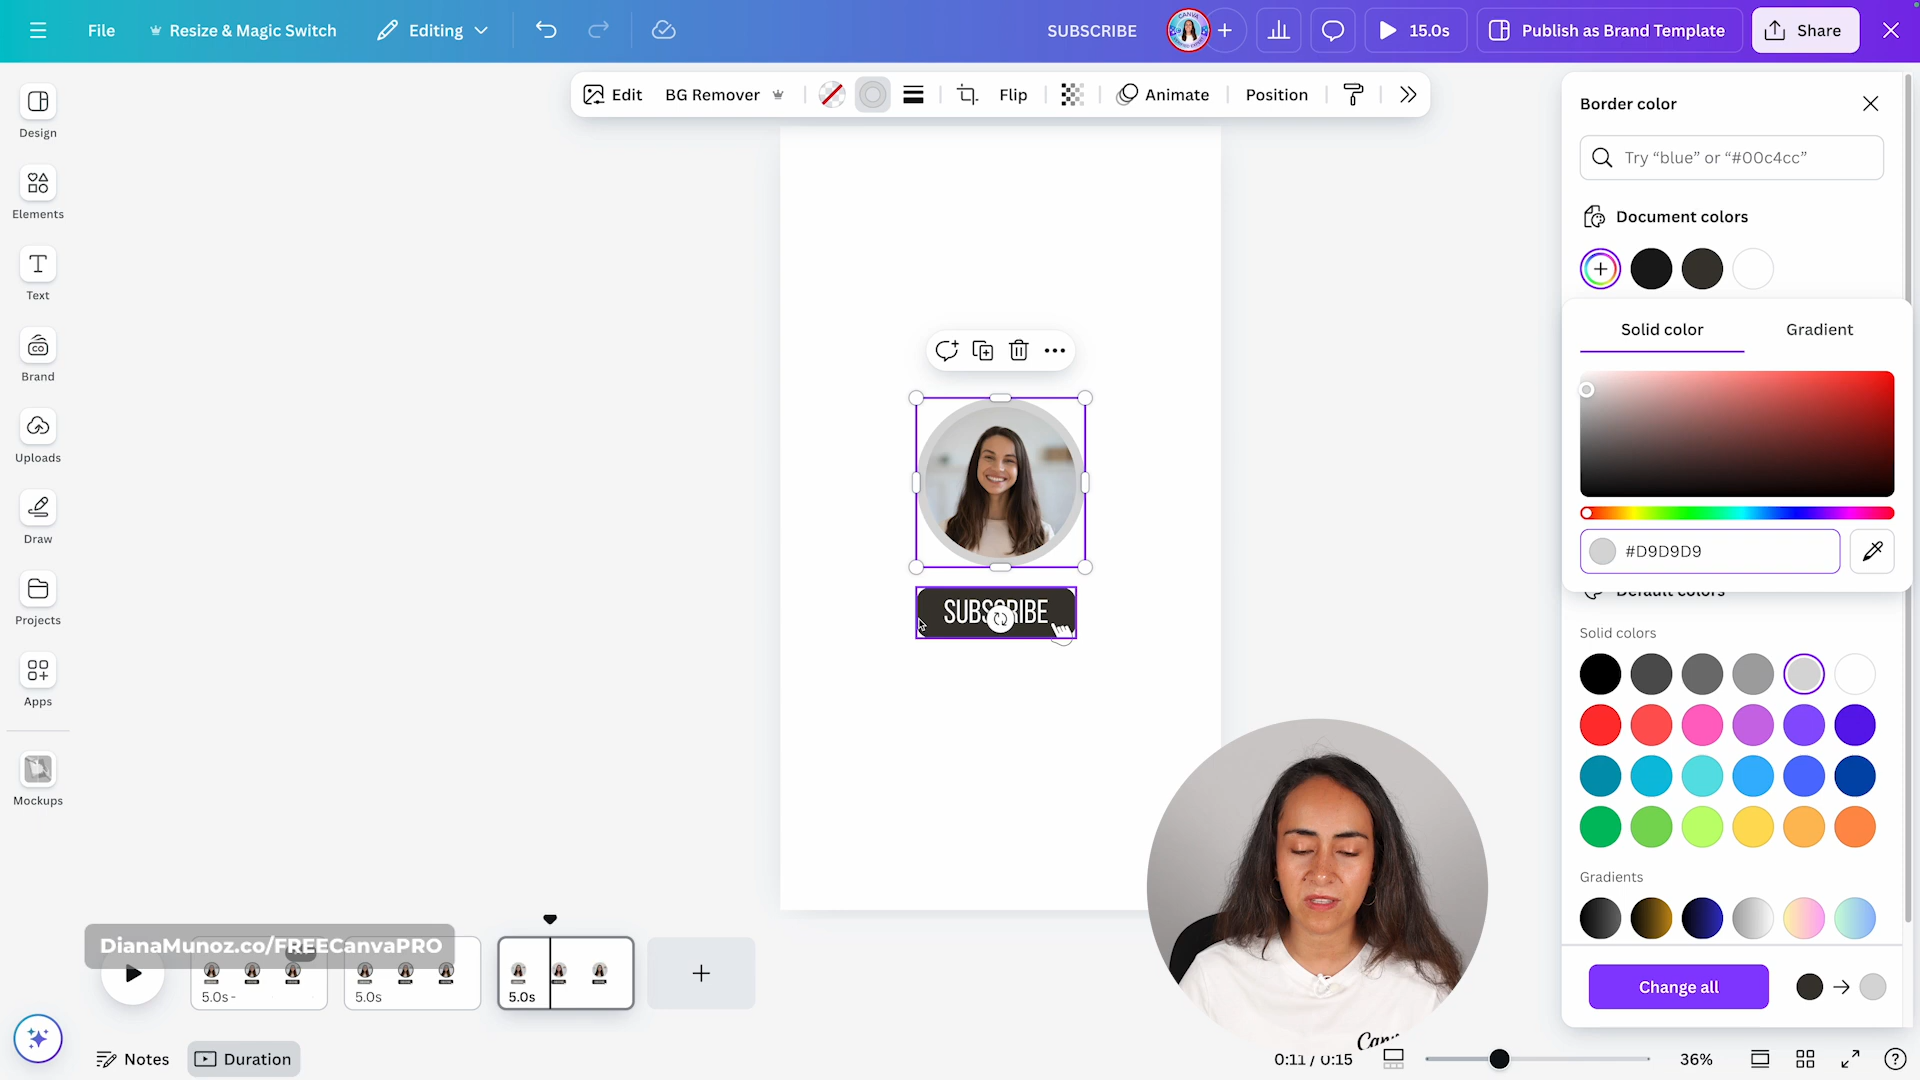 File
Resize & Magic Switch
Editing
SUBSCRIBE
15.0s
Publish as Brand Template
Share
Design
Elements
Text
Brand
Uploads
Draw
Projects
Apps
Mockups
Edit
BG Remover
Flip
Animate
Position
Border color
Try “blue” or “#00c4cc”
Document colors
Solid color
Gradient
#D9D9D9
Default colors
Solid colors
Gradients
Change all
SUBSCRIBE
DianaMunoz.co/FREECanvaPRO
5.0s
5.0s
5.0s
Notes
Duration
0:11 / 0:15
36%